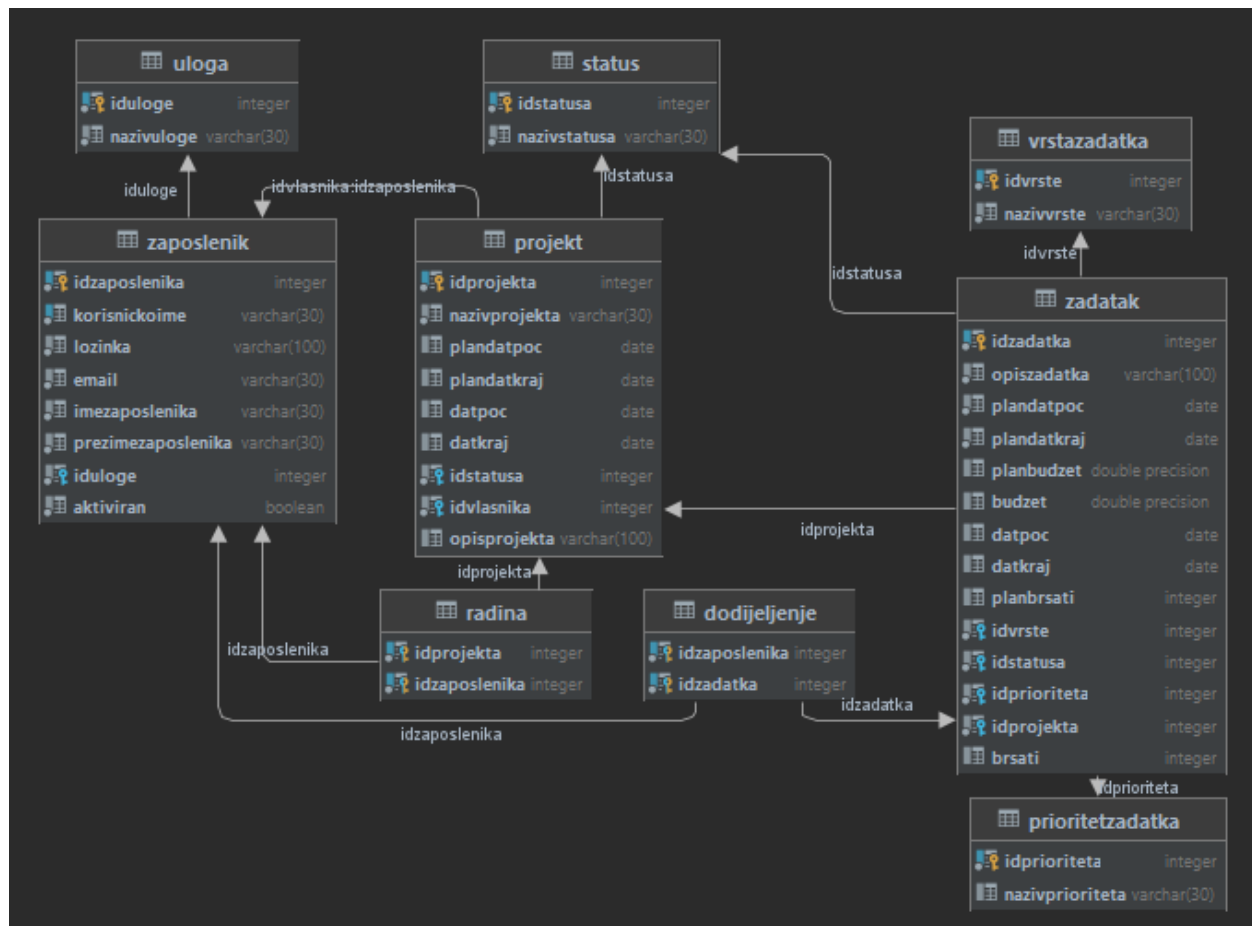 uloga
iduloge integer
nazivuloge varchar(30)
status
idstatusa integer
nazivstatusa varchar(30)
vrstazadatka
idvrste integer
nazivvrste varchar(30)
iduloge
idvlasnika:idzaposlenika
idstatusa
idvrste
idstatusa
zaposlenik
idzaposlenika integer
korisnickoime varchar(30)
lozinka varchar(100)
email varchar(30)
imezaposlenika varchar(30)
prezimezaposlenika varchar(30)
iduloge integer
aktiviran boolean
projekt
idprojekta integer
nazivprojekta varchar(30)
plandatpoc date
plandatkraj date
datpoc date
datkraj date
idstatusa integer
idvlasnika integer
opisprojekta varchar(100)
zadatak
idzadatka integer
opiszadatka varchar(100)
plandatpoc date
plandatkraj date
planbudzet double precision
budzet double precision
datpoc date
datkraj date
planbrsati integer
idvrste integer
idstatusa integer
idprioriteta integer
idprojekta integer
brsati integer
idprojekta
idprojekta
radina
idprojekta integer
idzaposlenika integer
dodijeljenje
idzaposlenika integer
idzadatka integer
idzaposlenika
idzadatka
idzaposlenika
idprioriteta
prioritetzadatka
idprioriteta integer
nazivprioriteta varchar(30)